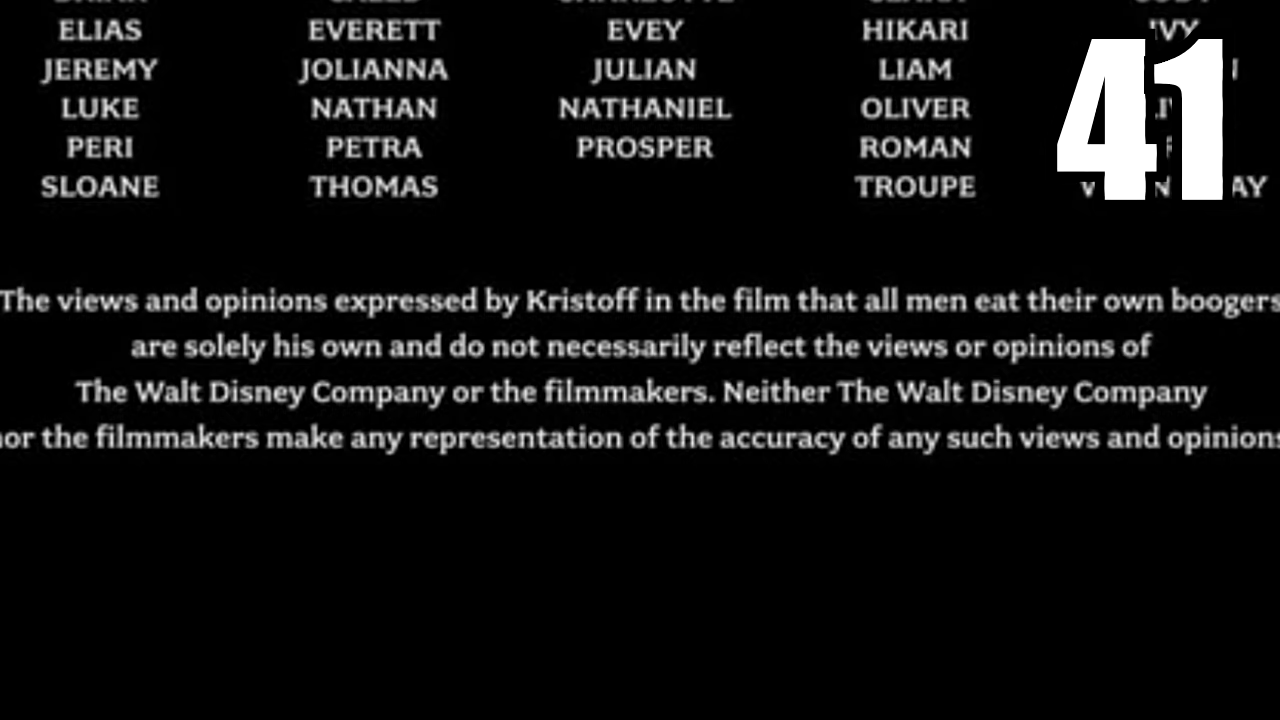 ELIAS EVERETT EVEY HIKARI IVY
JEREMY JOLIANNA JULIAN LIAM
LUKE NATHAN NATHANIEL OLIVER
PERI PETRA PROSPER ROMAN
SLOANE THOMAS TROUPE
41
The views and opinions expressed by Kristoff in the film that all men eat their own boogers
are solely his own and do not necessarily reflect the views or opinions of
The Walt Disney Company or the filmmakers. Neither The Walt Disney Company
nor the filmmakers make any representation of the accuracy of any such views and opinions